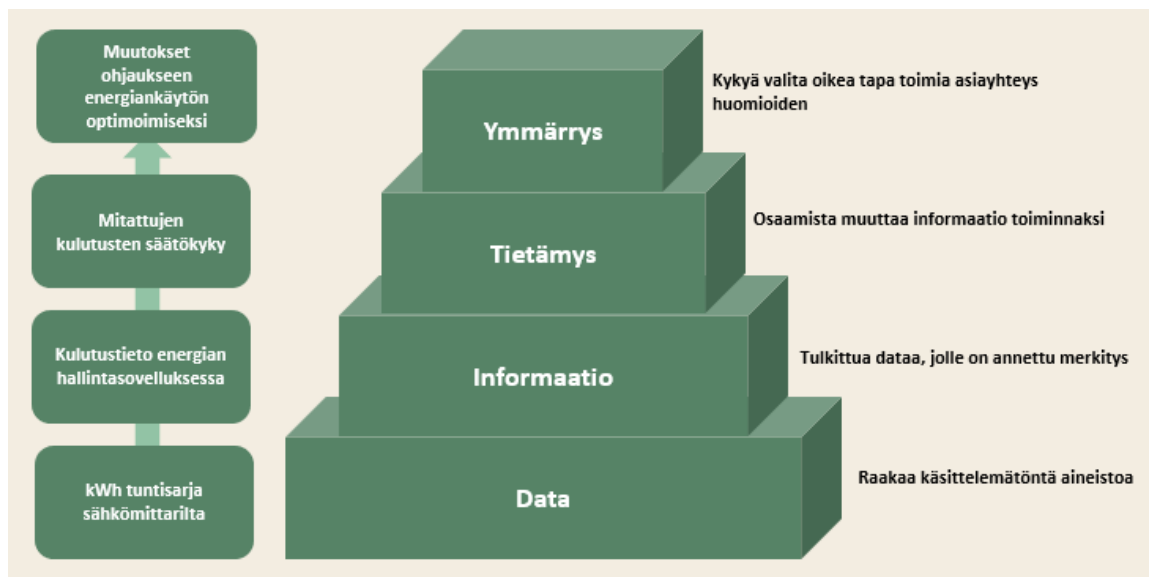 Muutokset
ohjaukseen
energiankäytön
optimoimiseksi
Mitattujen
kulutusten säätökyky
Kulutustieto energian
hallintasovelluksessa
kWh tuntisarja
sähkömittarilta
Ymmärrys
Tietämys
Informaatio
Data
Kykyä valita oikea tapa toimia asiayhteys
huomioiden
Osaamista muuttaa informaatio toiminnaksi
Tulkittua dataa, jolle on annettu merkitys
Raakaa käsittelemätöntä aineistoa